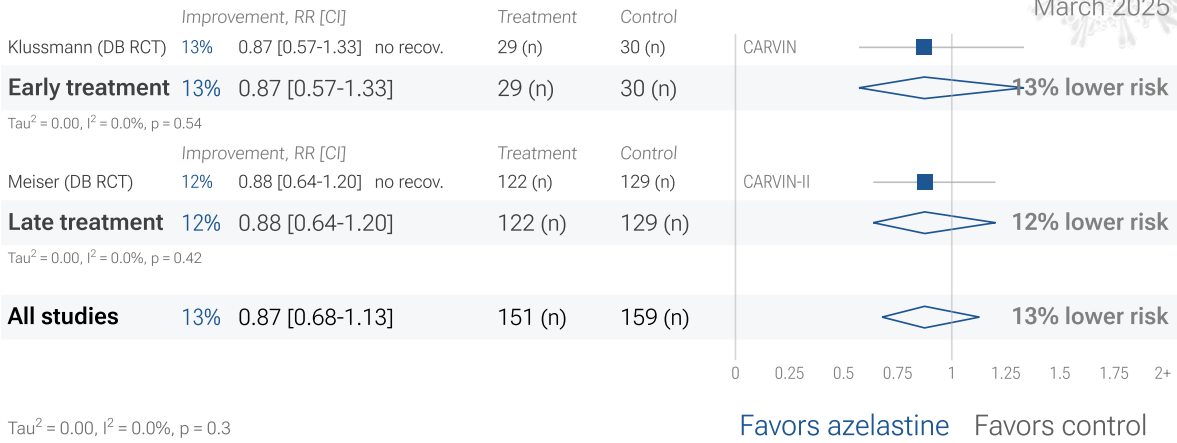 March 2025
Improvement, RR [CI] Treatment Control
Klussmann (DB RCT) 13% 0.87 [0.57-1.33] no recov. 29 (n) 30 (n) CARVIN
Early treatment 13% 0.87 [0.57-1.33] 29 (n) 30 (n) 13% lower risk
Tau² = 0.00, I² = 0.0%, p = 0.54
Improvement, RR [CI] Treatment Control
Meiser (DB RCT) 12% 0.88 [0.64-1.20] no recov. 122 (n) 129 (n) CARVIN-II
Late treatment 12% 0.88 [0.64-1.20] 122 (n) 129 (n) 12% lower risk
Tau² = 0.00, I² = 0.0%, p = 0.42
All studies 13% 0.87 [0.68-1.13] 151 (n) 159 (n) 13% lower risk
0 0.25 0.5 0.75 1 1.25 1.5 1.75 2+
Tau² = 0.00, I² = 0.0%, p = 0.3 Favors azelastine Favors control